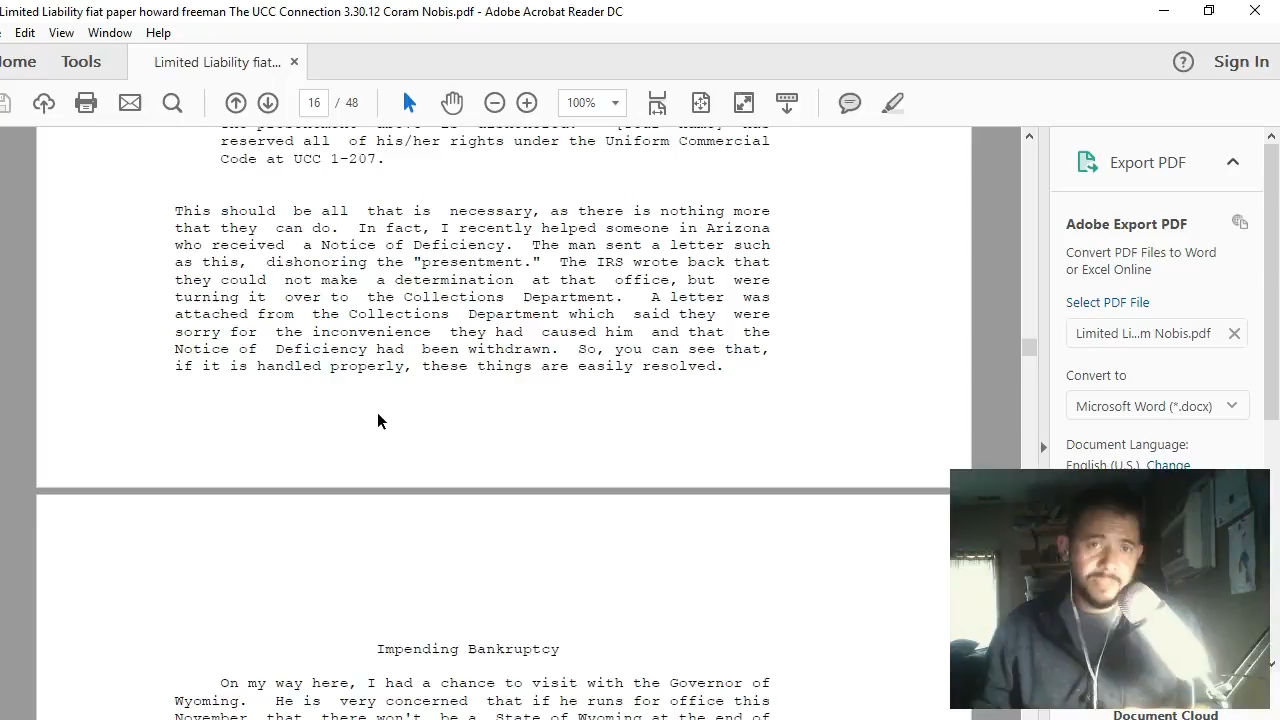 Limited Liability fiat paper howard freeman The UCC Connection 3.30.12 Coram Nobis.pdf - Adobe Acrobat Reader DC
Edit View Window Help
Tools Limited Liability fiat... Sign In
16 / 48 100%
reserved all of his/her rights under the Uniform Commercial
Code at UCC 1-207.
This should be all that is necessary, as there is nothing more
that they can do. In fact, I recently helped someone in Arizona
who received a Notice of Deficiency. The man sent a letter such
as this, dishonoring the "presentment." The IRS wrote back that
they could not make a determination at that office, but were
turning it over to the Collections Department. A letter was
attached from the Collections Department which said they were
sorry for the inconvenience they had caused him and that the
Notice of Deficiency had been withdrawn. So, you can see that,
if it is handled properly, these things are easily resolved.
Impending Bankruptcy
On my way here, I had a chance to visit with the Governor of
Wyoming. He is very concerned that if he runs for office this
November that there won't be a State of Wyoming at the end of
Export PDF
Adobe Export PDF
Convert PDF Files to Word
or Excel Online
Select PDF File
Limited Li...m Nobis.pdf
Convert to
Microsoft Word (*.docx)
Document Language:
English (U.S.) Change
Document Cloud